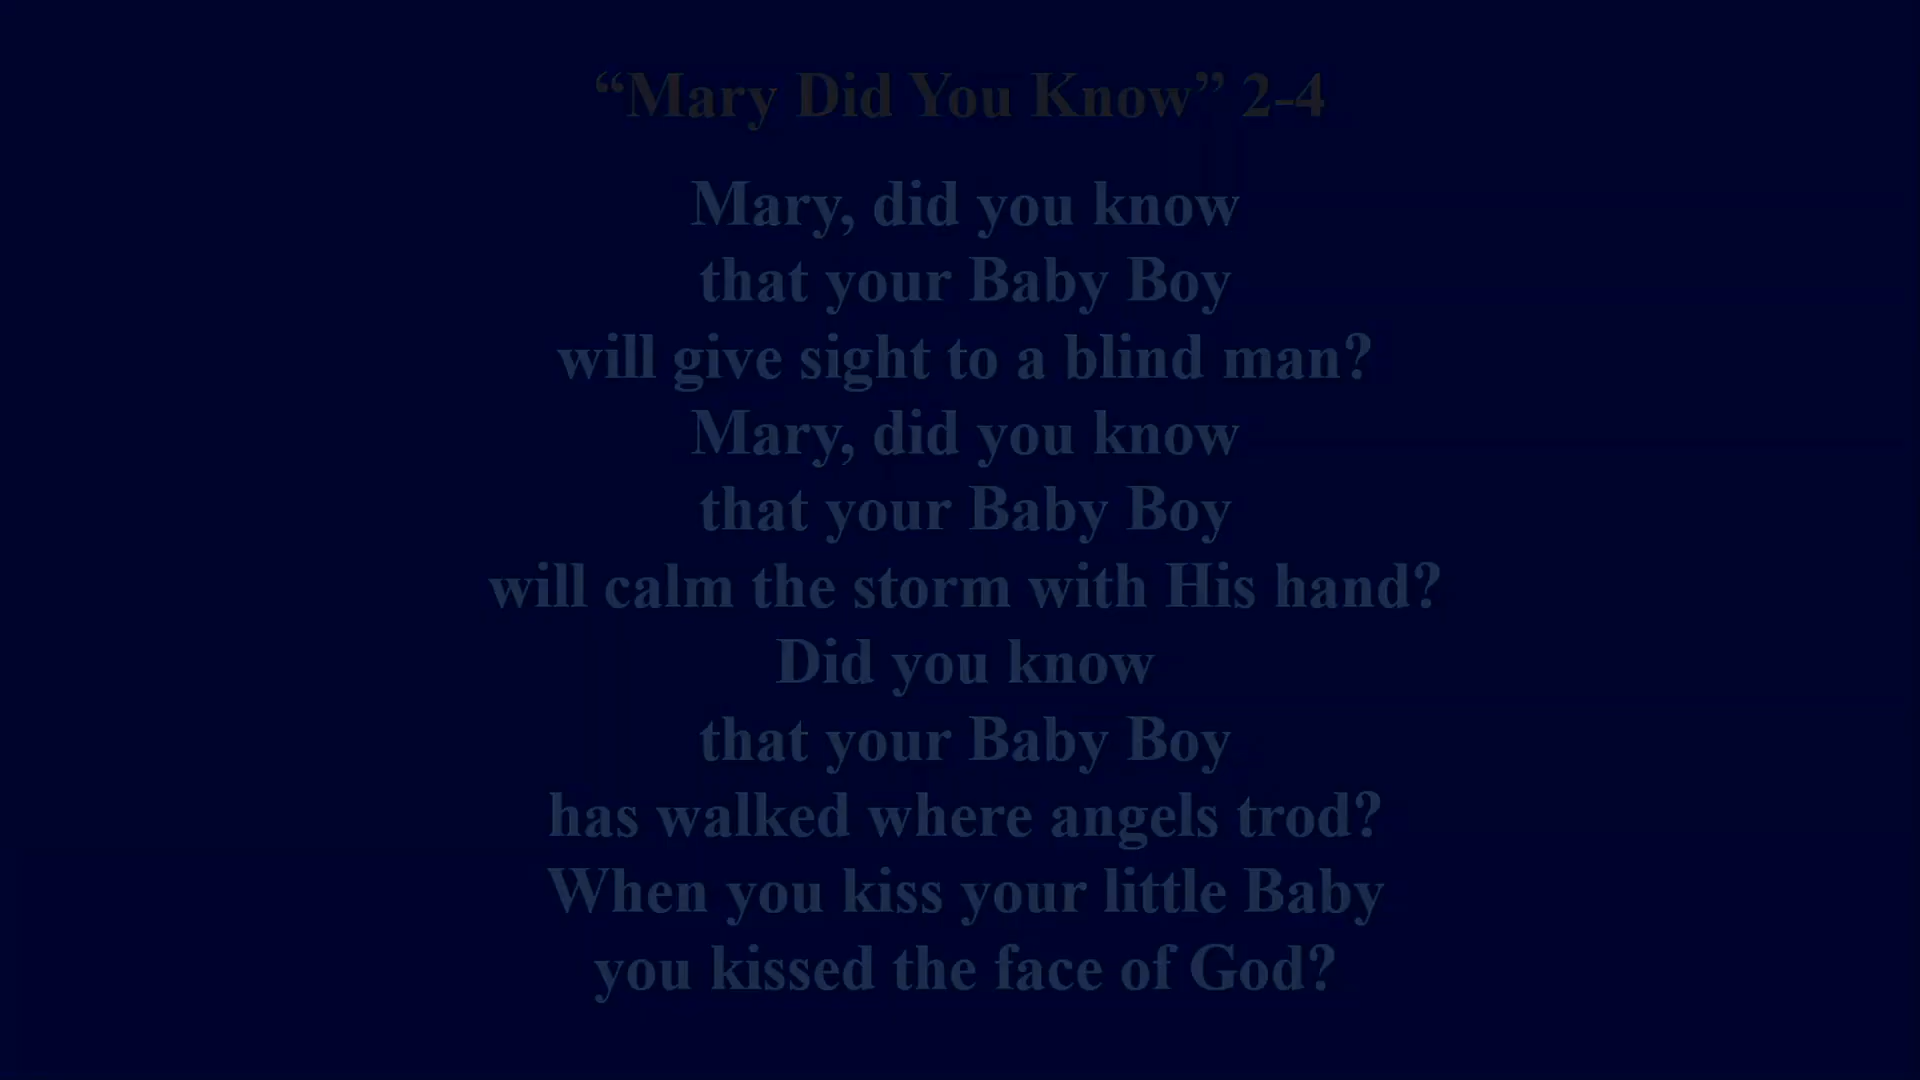 “Mary Did You Know” 2-4
Mary, did you know
that your Baby Boy
will give sight to a blind man?
Mary, did you know
that your Baby Boy
will calm the storm with His hand?
Did you know
that your Baby Boy
has walked where angels trod?
When you kiss your little Baby
you kissed the face of God?